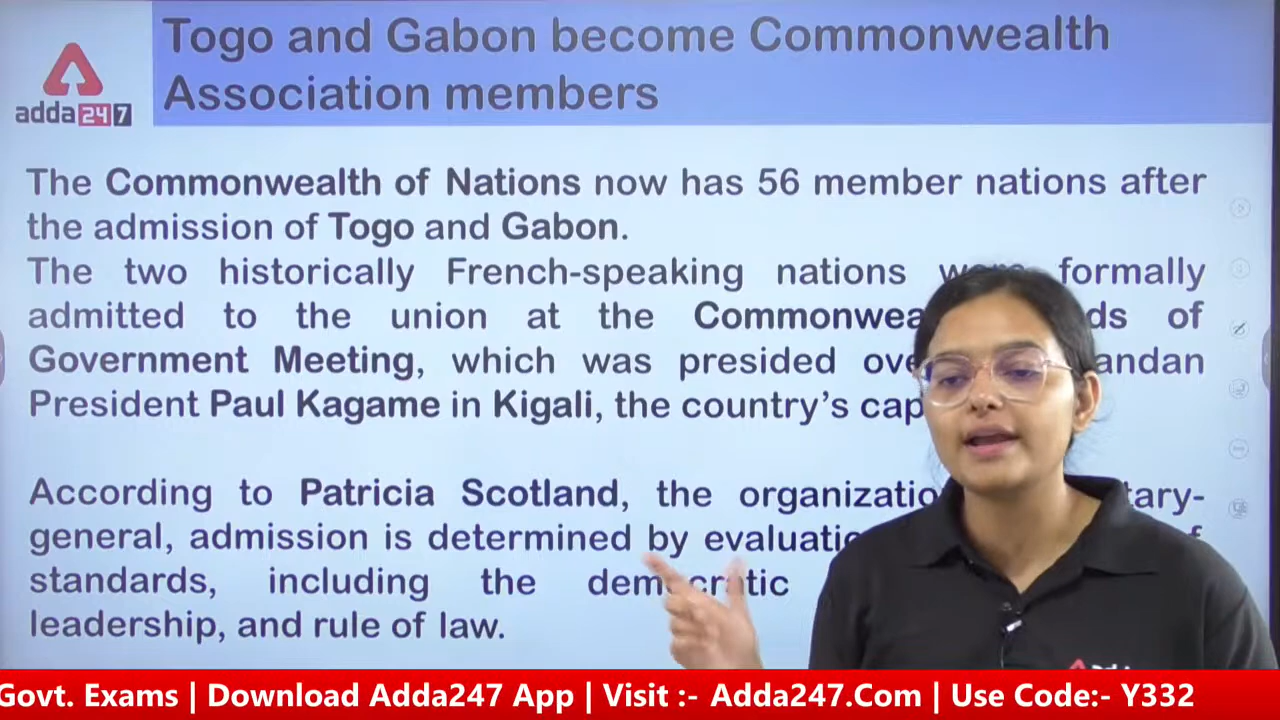 Togo and Gabon become Commonwealth
Association members
adda247
The Commonwealth of Nations now has 56 member nations after
the admission of Togo and Gabon.
The two historically French-speaking nations were formally
admitted to the union at the Commonwea ds of
Government Meeting, which was presided ove andan
President Paul Kagame in Kigali, the country's cap
According to Patricia Scotland, the organizatio tary-
general, admission is determined by evaluatio
standards, including the democratic
leadership, and rule of law.
Govt. Exams | Download Adda247 App | Visit :- Adda247.Com | Use Code:- Y332